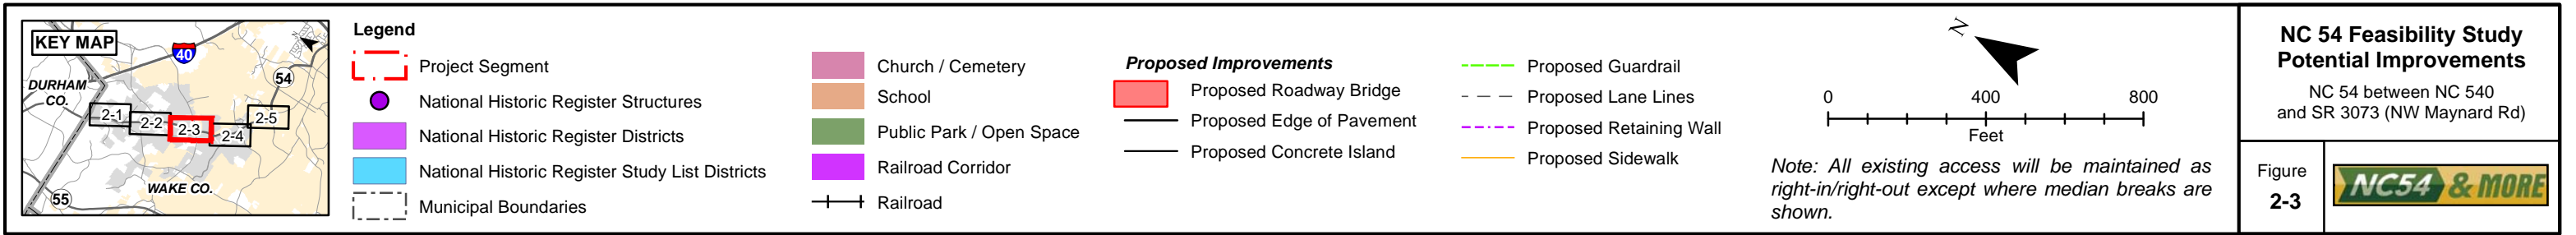 KEY MAP
40
54
DURHAM
CO.
2-1
2-2
2-3
2-4
2-5
WAKE CO.
55
Legend
Project Segment
National Historic Register Structures
National Historic Register Districts
National Historic Register Study List Districts
Municipal Boundaries
Church / Cemetery
School
Public Park / Open Space
Railroad Corridor
Railroad
Proposed Improvements
Proposed Roadway Bridge
Proposed Edge of Pavement
Proposed Concrete Island
Proposed Guardrail
Proposed Lane Lines
Proposed Retaining Wall
Proposed Sidewalk
N
0 400 800
Feet
Note: All existing access will be maintained as
right-in/right-out except where median breaks are
shown.
NC 54 Feasibility Study
Potential Improvements
NC 54 between NC 540
and SR 3073 (NW Maynard Rd)
Figure
2-3
NC54 & MORE